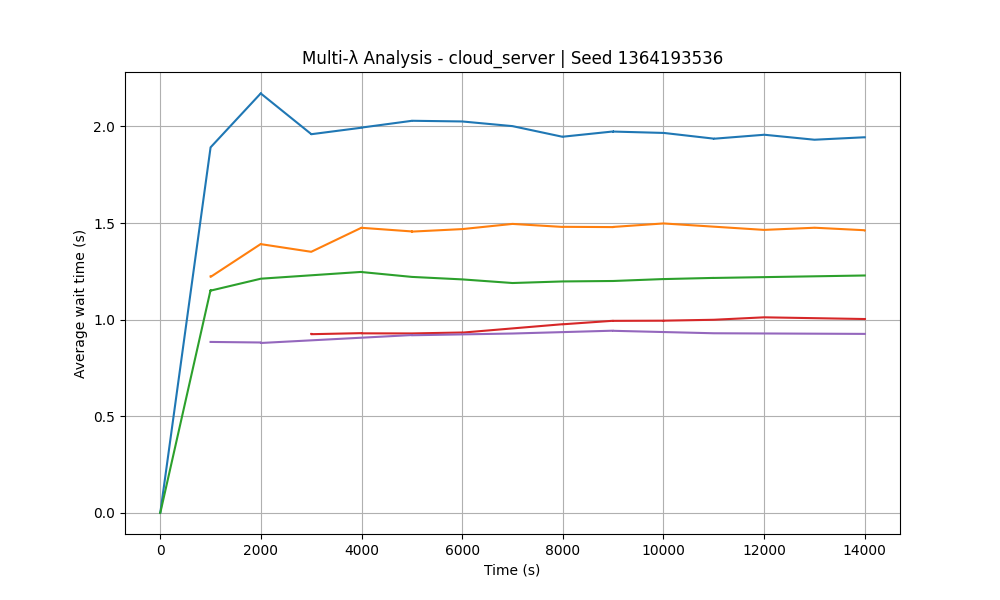 Multi-λ Analysis - cloud_server | Seed 1364193536
Average wait time (s)
2.0
1.5
1.0
0.5
0.0
0 2000 4000 6000 8000 10000 12000 14000
Time (s)